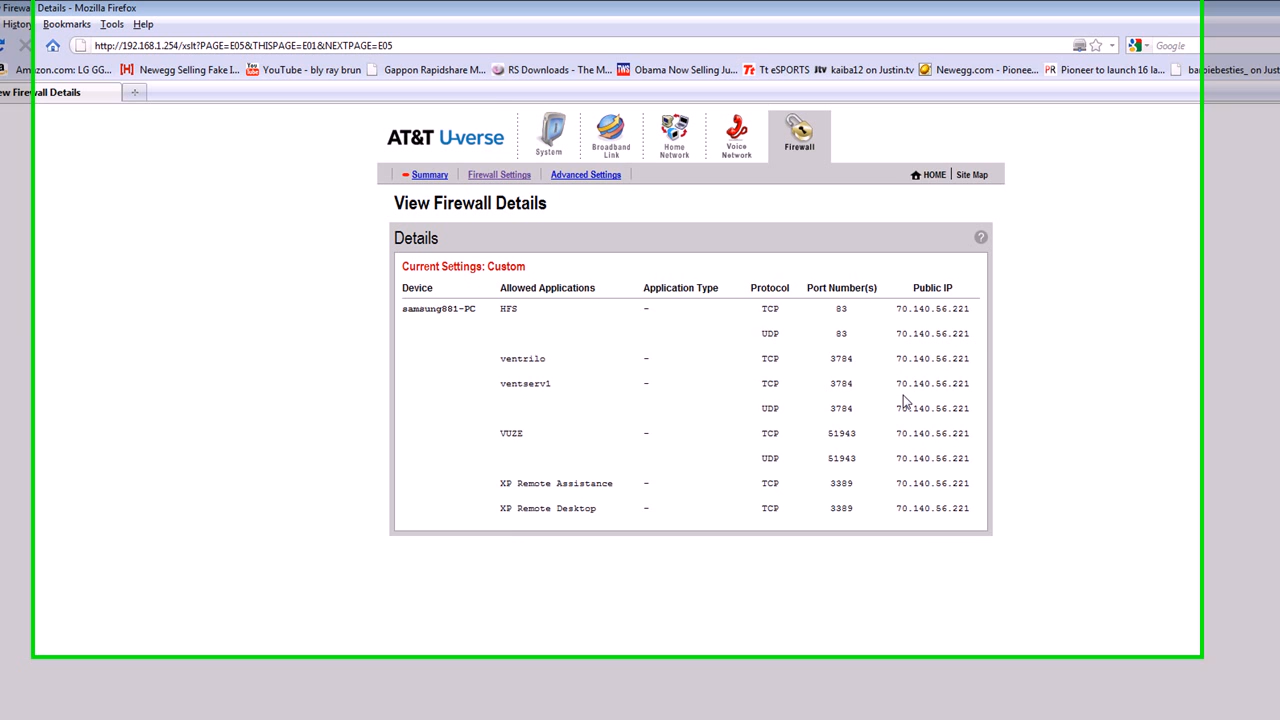 Firewall Details - Mozilla Firefox
History Bookmarks Tools Help
http://192.168.1.254/xslt?PAGE=E05&THISPAGE=E01&NEXTPAGE=E05
Google
Amazon.com: LG GG... Newegg Selling Fake I... YouTube - bly ray brun Gappon Rapidshare M... RS Downloads - The M... Obama Now Selling Ju... Tt eSPORTS kaiba12 on Justin... Newegg.com - Pionee... Pioneer to launch 16 la... barbiebesties_ on Just
ew Firewall Details
AT&T U-verse
System
Broadband Link
Home Network
Voice Network
Firewall
Summary Firewall Settings Advanced Settings HOME Site Map
View Firewall Details
Details ?
Current Settings: Custom
Device Allowed Applications Application Type Protocol Port Number(s) Public IP
samsung881-PC HFS - TCP 83 70.140.56.221
UDP 83 70.140.56.221
ventrilo - TCP 3784 70.140.56.221
ventserv1 - TCP 3784 70.140.56.221
UDP 3784 70.140.56.221
VUZE - TCP 51943 70.140.56.221
UDP 51943 70.140.56.221
XP Remote Assistance - TCP 3389 70.140.56.221
XP Remote Desktop - TCP 3389 70.140.56.221